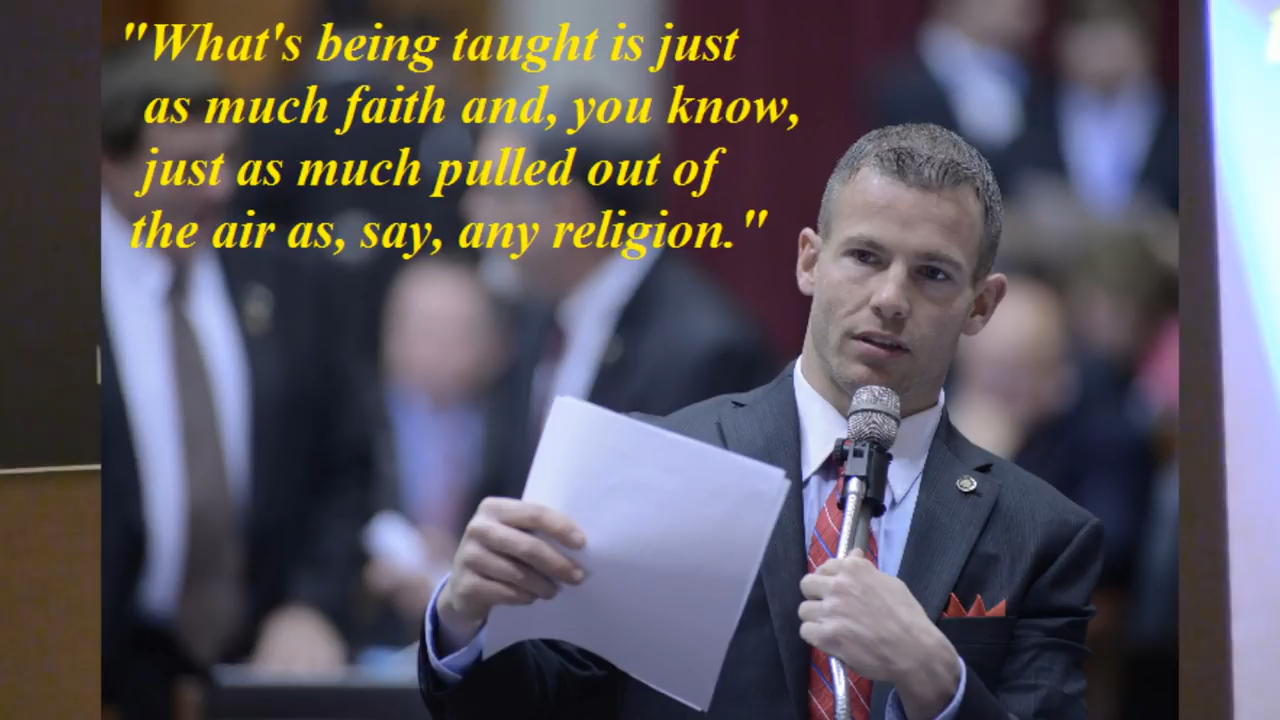 "What's being taught is just
as much faith and, you know,
just as much pulled out of
the air as, say, any religion."